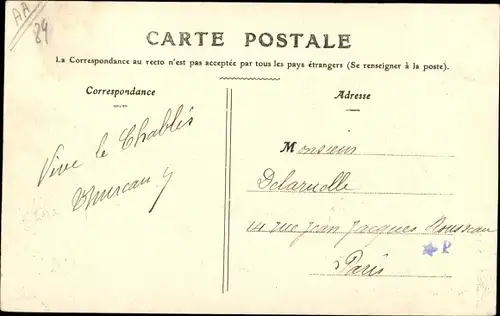 AA
84
CARTE POSTALE
La Correspondance au recto n'est pas acceptée par tous les pays étrangers (Se renseigner à la poste).
Correspondance
Adresse
Vive le Chablis
Monsieur
Delaruelle
14 rue Jean Jacques Rousseau
P
Paris